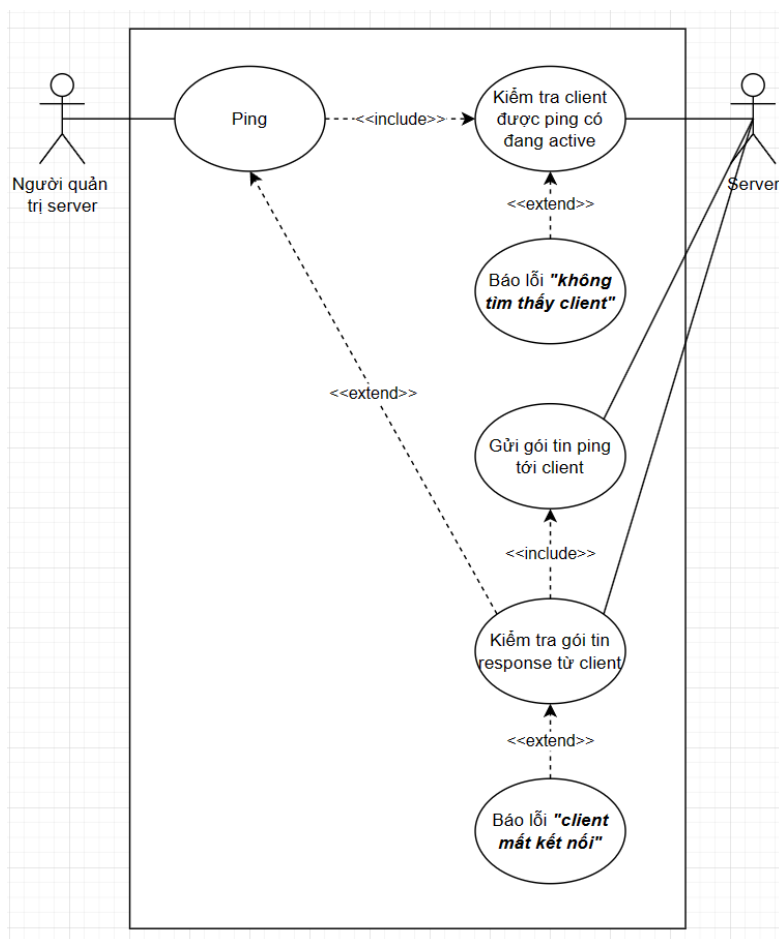 Ping
<<include>>
Kiểm tra client
được ping có
đang active
Người quản
trị server
Server
<<extend>>
Báo lỗi "không
tìm thấy client"
<<extend>>
Gửi gói tin ping
tới client
<<include>>
Kiểm tra gói tin
response từ client
<<extend>>
Báo lỗi "client
mất kết nối"